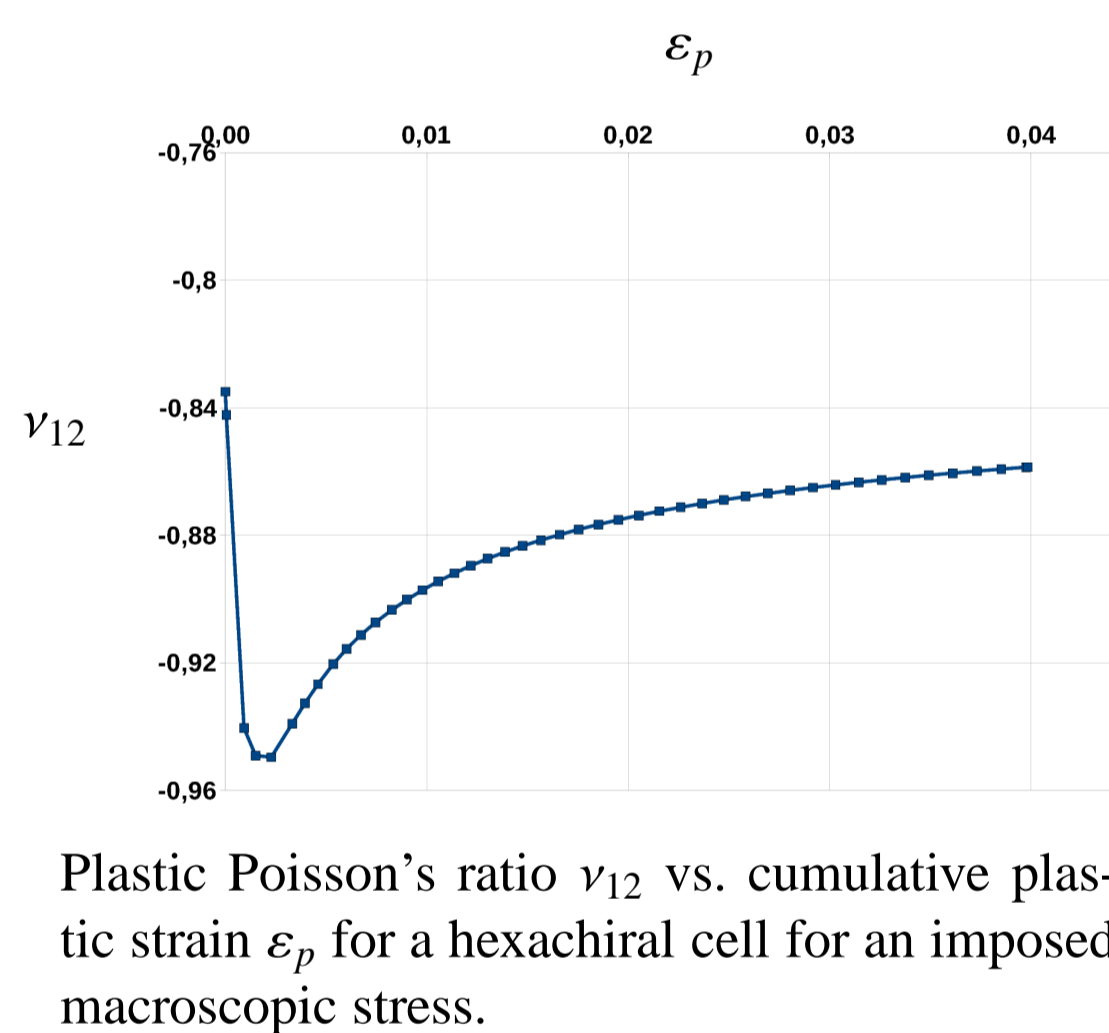 εp
0,00 0,01 0,02 0,03 0,04
-0,76
-0,8
-0,84
ν12
-0,88
-0,92
-0,96
Plastic Poisson's ratio ν12 vs. cumulative plas-
tic strain εp for a hexachiral cell for an imposed
macroscopic stress.